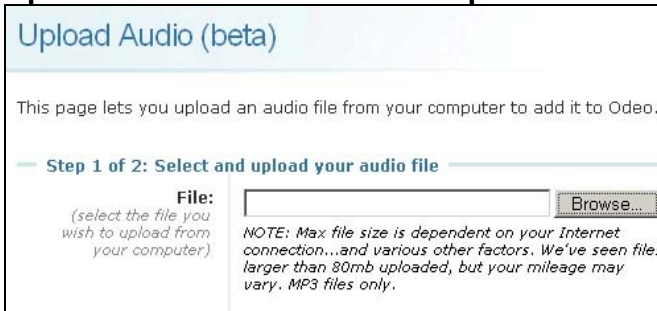 Upload Audio (beta)
This page lets you upload an audio file from your computer to add it to Odeo.
Step 1 of 2: Select and upload your audio file
File:
(select the file you
wish to upload from
your computer)
Browse...
NOTE: Max file size is dependent on your Internet
connection...and various other factors. We've seen file
larger than 80mb uploaded, but your mileage may
vary. MP3 files only.